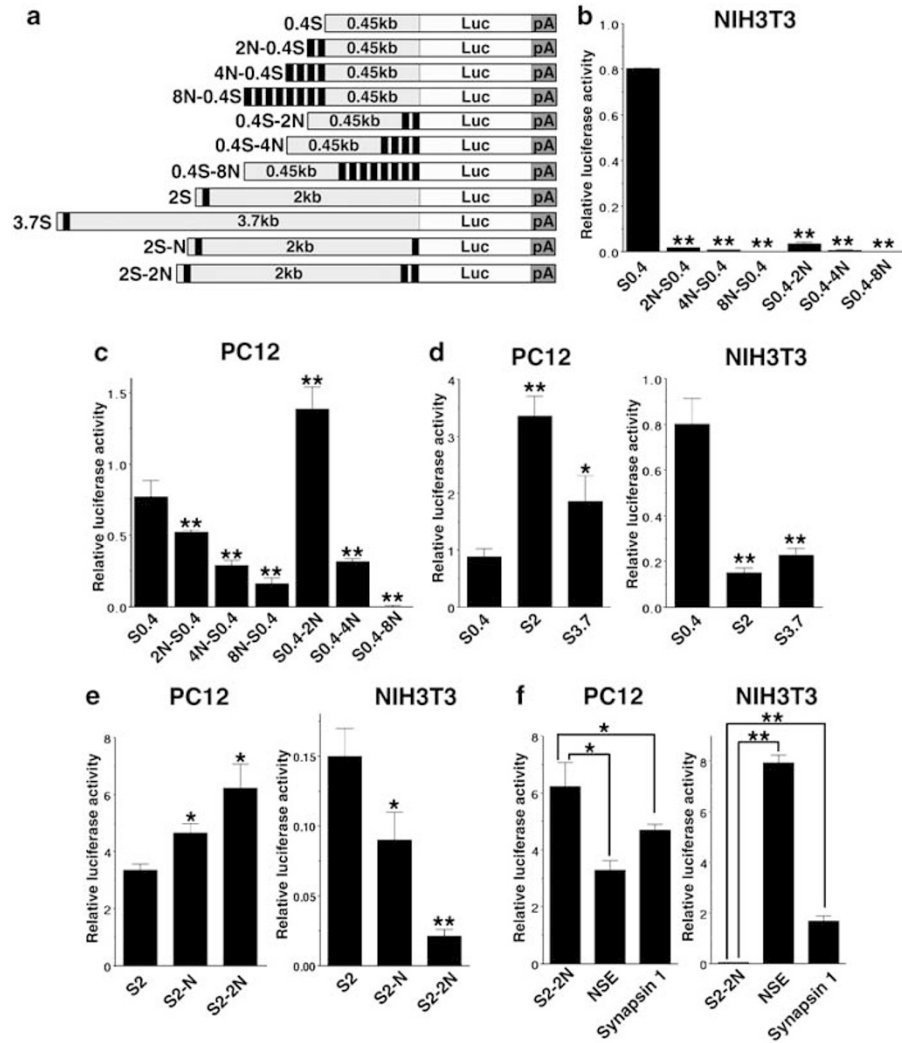 a
0.4S 0.45kb Luc pA
2N-0.4S 0.45kb Luc pA
4N-0.4S 0.45kb Luc pA
8N-0.4S 0.45kb Luc pA
0.4S-2N 0.45kb Luc pA
0.4S-4N 0.45kb Luc pA
0.4S-8N 0.45kb Luc pA
2S 2kb Luc pA
3.7S 3.7kb Luc pA
2S-N 2kb Luc pA
2S-2N 2kb Luc pA
b NIH3T3
Relative luciferase activity
1.0
0.8
0.6
0.4
0.2
0.0
** ** ** ** ** **
S0.4 2N-S0.4 4N-S0.4 8N-S0.4 S0.4-2N S0.4-4N S0.4-8N
c PC12
Relative luciferase activity
1.5
1.0
0.5
0.0
** ** ** ** ** **
S0.4 2N-S0.4 4N-S0.4 8N-S0.4 S0.4-2N S0.4-4N S0.4-8N
d PC12
Relative luciferase activity
4
3
2
1
0
** *
S0.4 S2 S3.7
NIH3T3
Relative luciferase activity
1.0
0.8
0.6
0.4
0.2
0.0
** **
S0.4 S2 S3.7
e PC12
Relative luciferase activity
8
6
4
2
0
* *
S2 S2-N S2-2N
NIH3T3
Relative luciferase activity
0.15
0.10
0.05
0.00
* **
S2 S2-N S2-2N
f PC12
Relative luciferase activity
8
6
4
2
0
* *
S2-2N NSE Synapsin 1
NIH3T3
Relative luciferase activity
8
6
4
2
0
** **
S2-2N NSE Synapsin 1